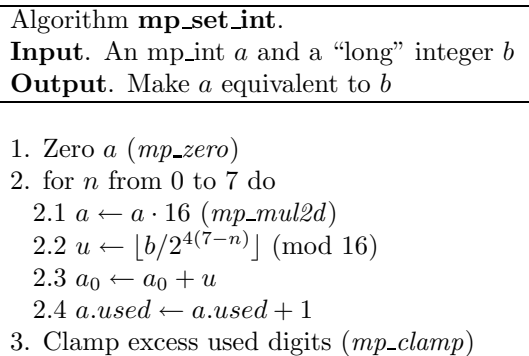 Algorithm mp_set_int.
Input. An mp_int a and a “long” integer b
Output. Make a equivalent to b
1. Zero a (mp_zero)
2. for n from 0 to 7 do
2.1 a ← a · 16 (mp_mul2d)
2.2 u ← ⌊b/2^{4(7−n)}⌋ (mod 16)
2.3 a₀ ← a₀ + u
2.4 a.used ← a.used + 1
3. Clamp excess used digits (mp_clamp)